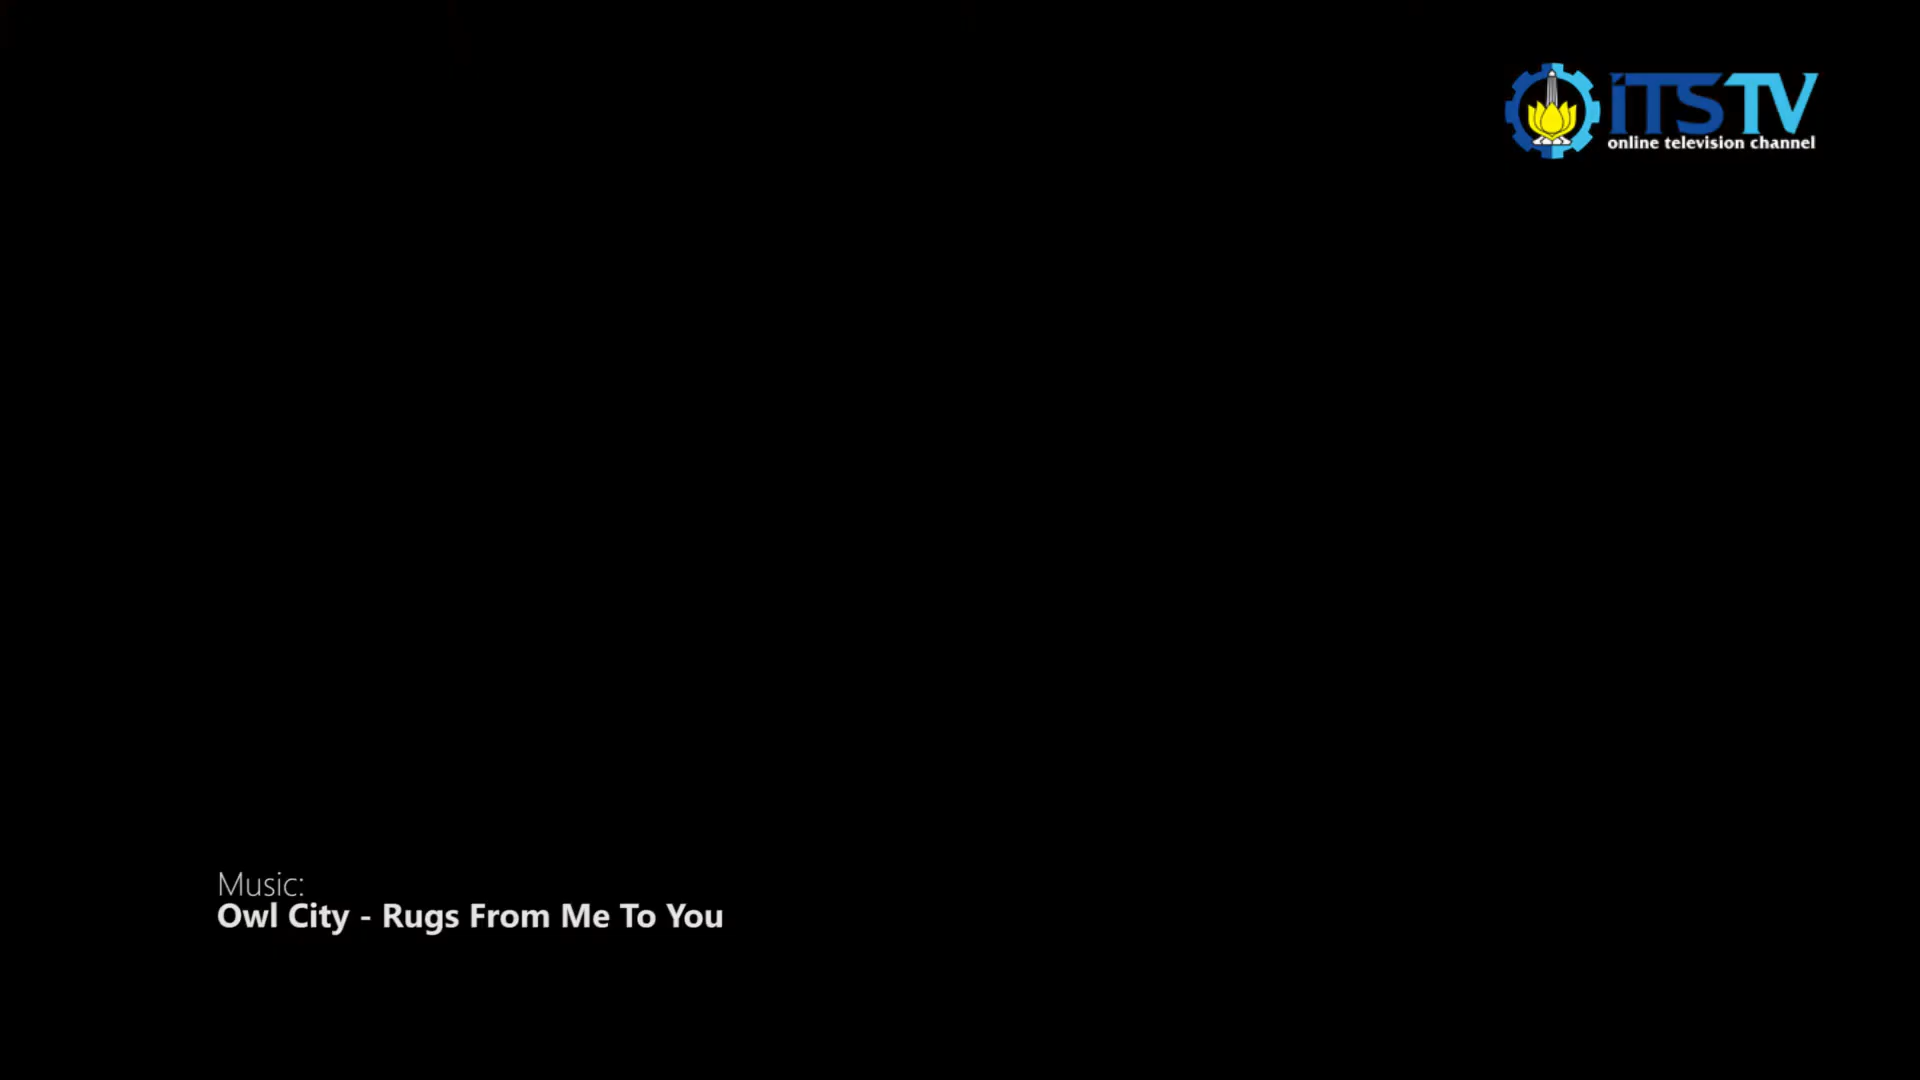 iTSTV
online television channel
Music:
Owl City - Rugs From Me To You